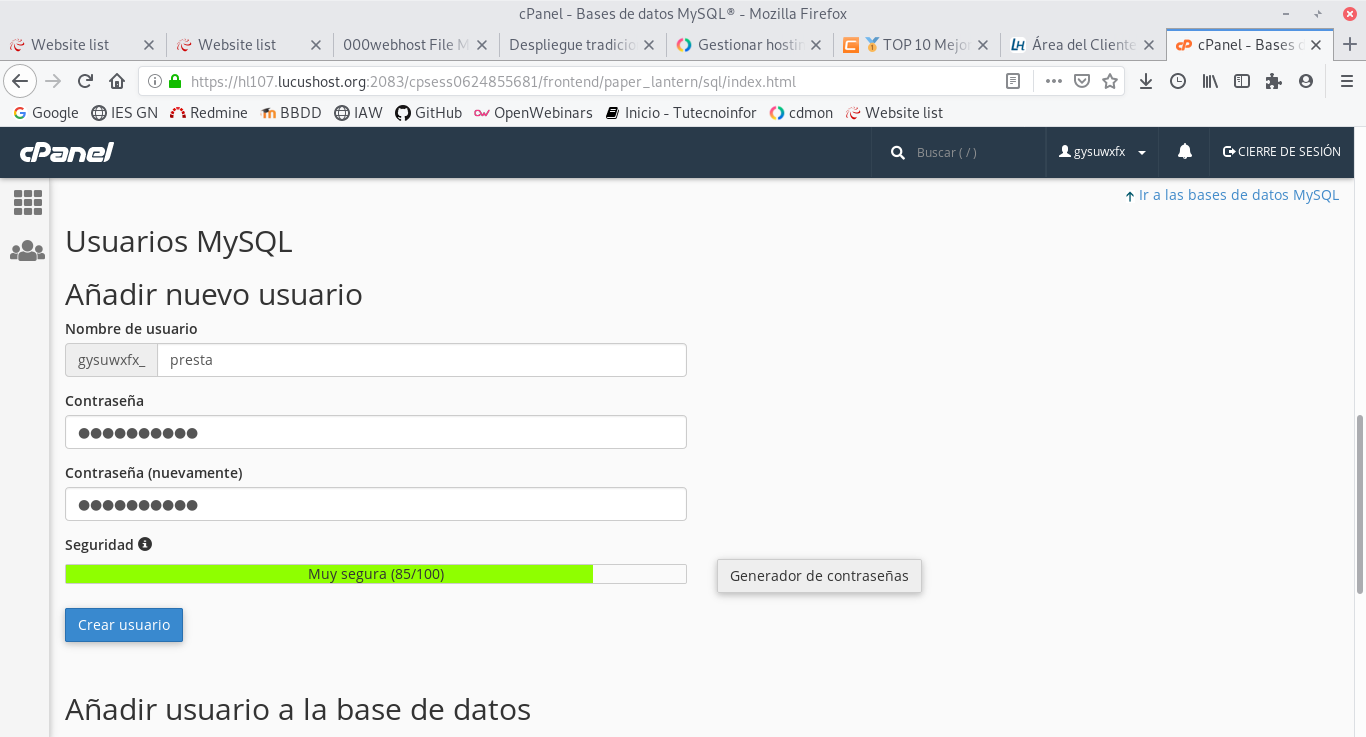 cPanel - Bases de datos MySQL® - Mozilla Firefox
Website list
Website list
000webhost File M
Despliegue tradicio
Gestionar hostin
TOP 10 Mejor
Área del Cliente
cPanel - Bases d
https://hl107.lucushost.org:2083/cpsess0624855681/frontend/paper_lantern/sql/index.html
Google IES GN Redmine BBDD IAW GitHub OpenWebinars Inicio - Tutecnoinfor cdmon Website list
cPanel
Buscar ( / )
gysuwxfx
CIERRE DE SESIÓN
Ir a las bases de datos MySQL
Usuarios MySQL
Añadir nuevo usuario
Nombre de usuario
gysuwxfx_ presta
Contraseña
Contraseña (nuevamente)
Seguridad
Muy segura (85/100)
Generador de contraseñas
Crear usuario
Añadir usuario a la base de datos